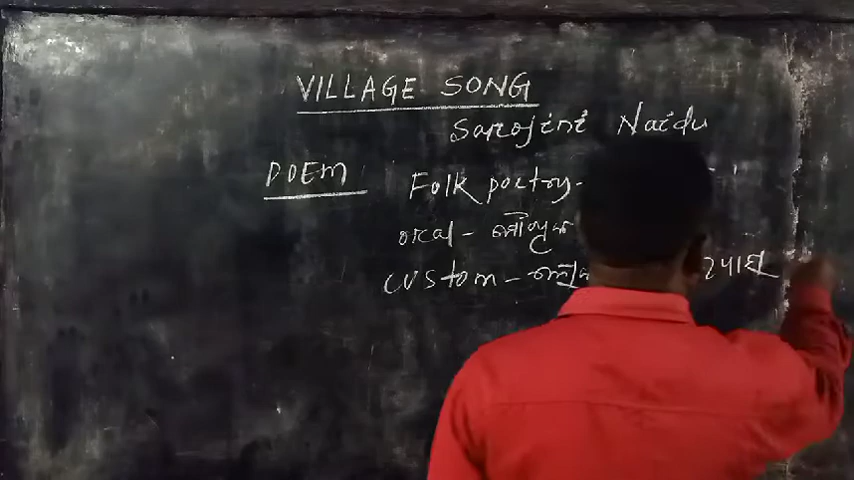 VILLAGE SONG
Sarojini Naidu
POEM Folk poetry-
oral - ମୌଖିକ
custom -